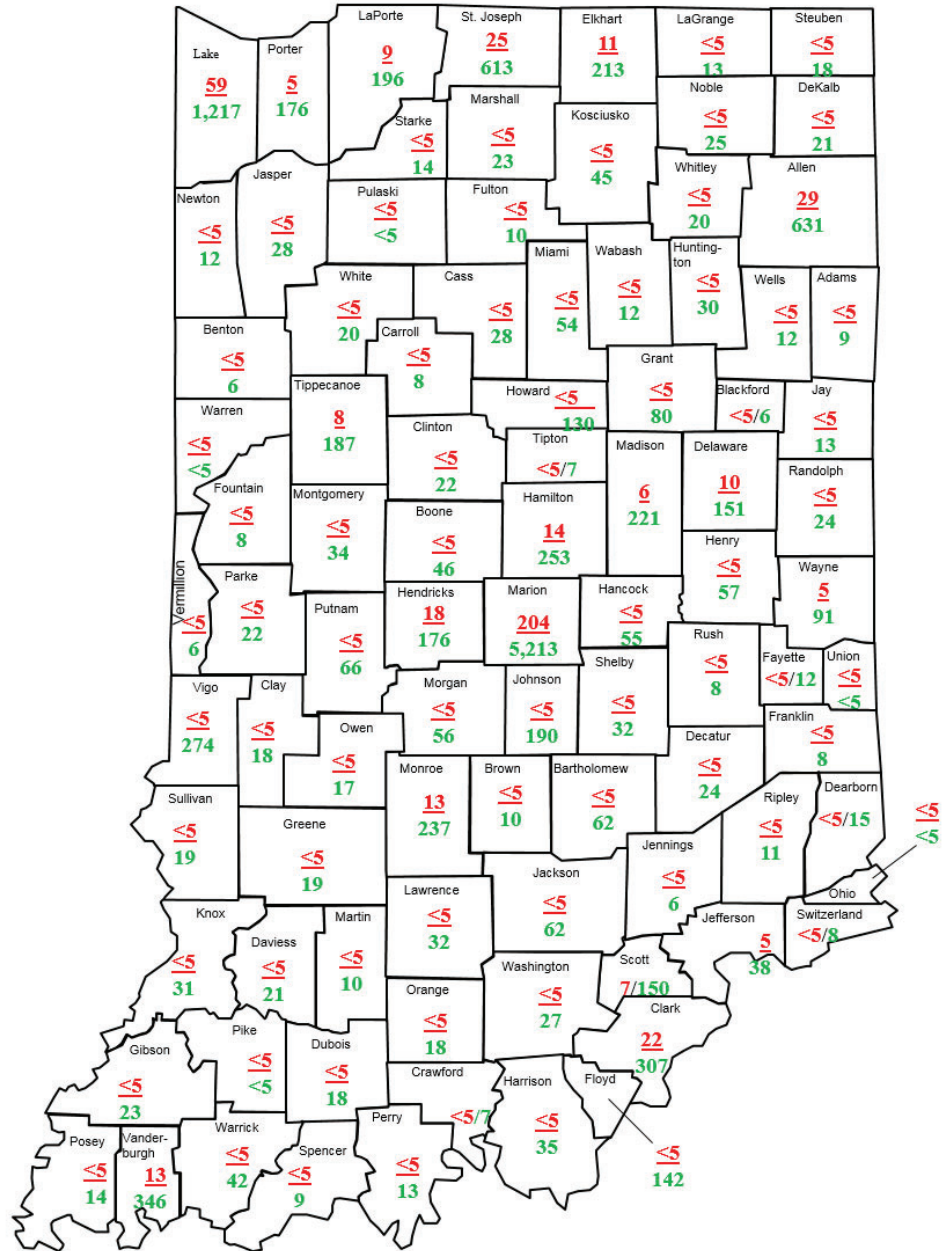 Lake
59
1,217
Porter
5
176
LaPorte
9
196
St. Joseph
25
613
Elkhart
11
213
LaGrange
<5
13
Steuben
<5
18
Starke
<5
14
Marshall
<5
23
Kosciusko
<5
45
Noble
<5
25
DeKalb
<5
21
Newton
<5
12
Jasper
<5
28
Pulaski
<5
<5
Fulton
<5
10
Whitley
<5
20
Allen
29
631
White
<5
20
Cass
<5
28
Miami
<5
54
Wabash
<5
12
Hunting-
ton
<5
30
Wells
<5
12
Adams
<5
9
Benton
<5
6
Carroll
<5
8
Tippecanoe
8
187
Howard
<5
130
Grant
<5
80
Blackford
<5/6
Jay
<5
13
Warren
<5
<5
Clinton
<5
22
Tipton
<5/7
Madison
6
221
Delaware
10
151
Randolph
<5
24
Fountain
<5
8
Montgomery
<5
34
Boone
<5
46
Hamilton
14
253
Henry
<5
57
Wayne
5
91
Vermillion
<5
6
Parke
<5
22
Putnam
<5
66
Hendricks
18
176
Marion
204
5,213
Hancock
<5
55
Rush
<5
8
Fayette
<5/12
Union
<5
<5
Vigo
<5
274
Clay
<5
18
Owen
<5
17
Morgan
<5
56
Johnson
<5
190
Shelby
<5
32
Decatur
<5
24
Franklin
<5
8
Sullivan
<5
19
Greene
<5
19
Monroe
13
237
Brown
<5
10
Bartholomew
<5
62
Jennings
<5
6
Ripley
<5
11
Dearborn
<5/15
<5
<5
Ohio
Knox
<5
31
Daviess
<5
21
Martin
<5
10
Lawrence
<5
32
Jackson
<5
62
Jefferson
5
38
Switzerland
<5/8
Washington
<5
27
Scott
7/150
Clark
22
307
Orange
<5
18
Gibson
<5
23
Pike
<5
<5
Dubois
<5
18
Crawford
<5/7
Harrison
<5
35
Floyd
<5
142
Posey
<5
14
Vander-
burgh
13
346
Warrick
<5
42
Spencer
<5
9
Perry
<5
13